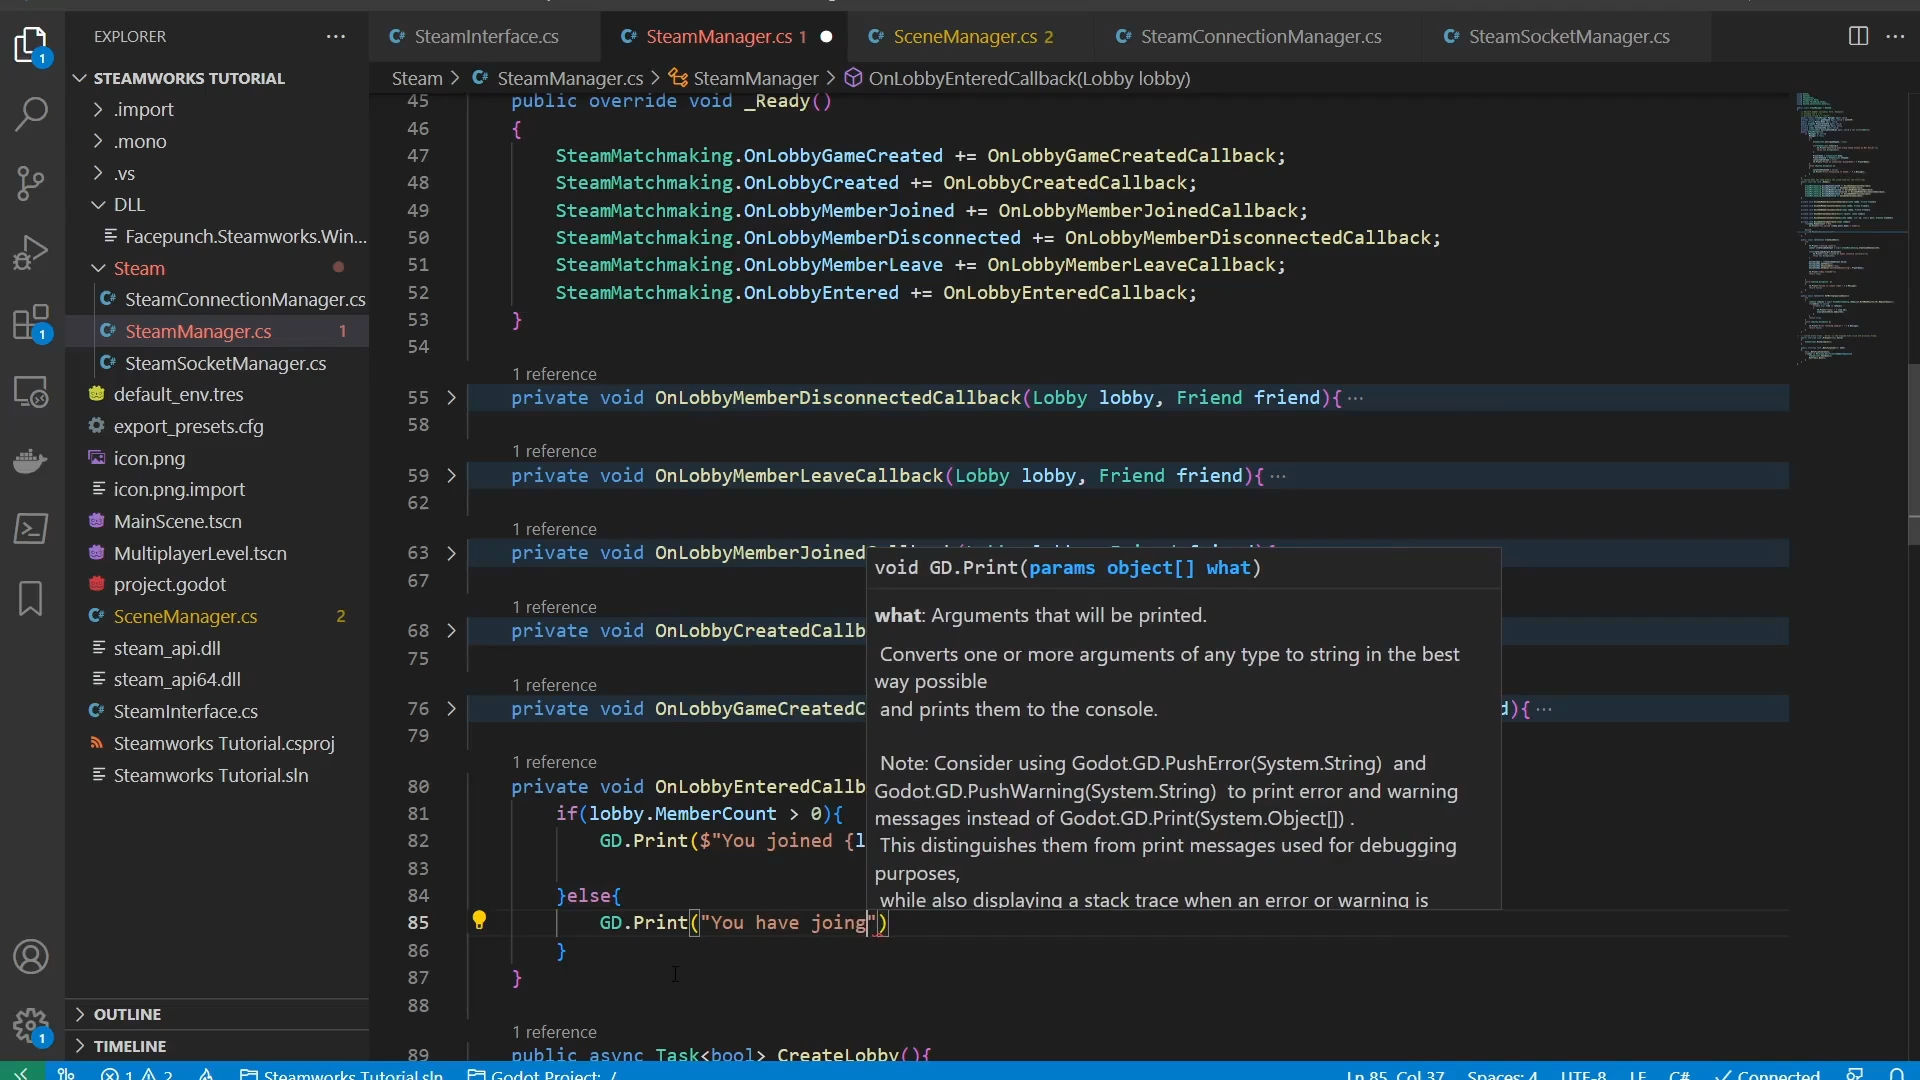 EXPLORER
STEAMWORKS TUTORIAL
.import
.mono
.vs
DLL
Facepunch.Steamworks.Win...
Steam
SteamConnectionManager.cs
SteamManager.cs 1
SteamSocketManager.cs
default_env.tres
export_presets.cfg
icon.png
icon.png.import
MainScene.tscn
MultiplayerLevel.tscn
project.godot
SceneManager.cs 2
steam_api.dll
steam_api64.dll
SteamInterface.cs
Steamworks Tutorial.csproj
Steamworks Tutorial.sln
OUTLINE
TIMELINE
1
1
1
SteamInterface.cs SteamManager.cs 1 SceneManager.cs 2 SteamConnectionManager.cs SteamSocketManager.cs
Steam > SteamManager.cs > SteamManager > OnLobbyEnteredCallback(Lobby lobby)
45 public override void _Ready()
46 {
47 SteamMatchmaking.OnLobbyGameCreated += OnLobbyGameCreatedCallback;
48 SteamMatchmaking.OnLobbyCreated += OnLobbyCreatedCallback;
49 SteamMatchmaking.OnLobbyMemberJoined += OnLobbyMemberJoinedCallback;
50 SteamMatchmaking.OnLobbyMemberDisconnected += OnLobbyMemberDisconnectedCallback;
51 SteamMatchmaking.OnLobbyMemberLeave += OnLobbyMemberLeaveCallback;
52 SteamMatchmaking.OnLobbyEntered += OnLobbyEnteredCallback;
53 }
54
1 reference
55 private void OnLobbyMemberDisconnectedCallback(Lobby lobby, Friend friend){ ...
58
1 reference
59 private void OnLobbyMemberLeaveCallback(Lobby lobby, Friend friend){ ...
62
1 reference
63 private void OnLobbyMemberJoined
67
1 reference
68 private void OnLobbyCreatedCallb
75
1 reference
76 private void OnLobbyGameCreatedC d){ ...
79
1 reference
80 private void OnLobbyEnteredCallb
81 if(lobby.MemberCount > 0){
82 GD.Print($"You joined {l
83
84 }else{
85 GD.Print("You have joing")
86 }
87 }
88
1 reference
89 public async Task<bool> CreateLobby(){
void GD.Print(params object[] what)
what: Arguments that will be printed.
Converts one or more arguments of any type to string in the best
way possible
and prints them to the console.
Note: Consider using Godot.GD.PushError(System.String) and
Godot.GD.PushWarning(System.String) to print error and warning
messages instead of Godot.GD.Print(System.Object[]) .
This distinguishes them from print messages used for debugging
purposes,
while also displaying a stack trace when an error or warning is
1 2 Steamworks Tutorial.sln Godot Project: / Ln 85, Col 37 Spaces: 4 UTF-8 LF C# Connected